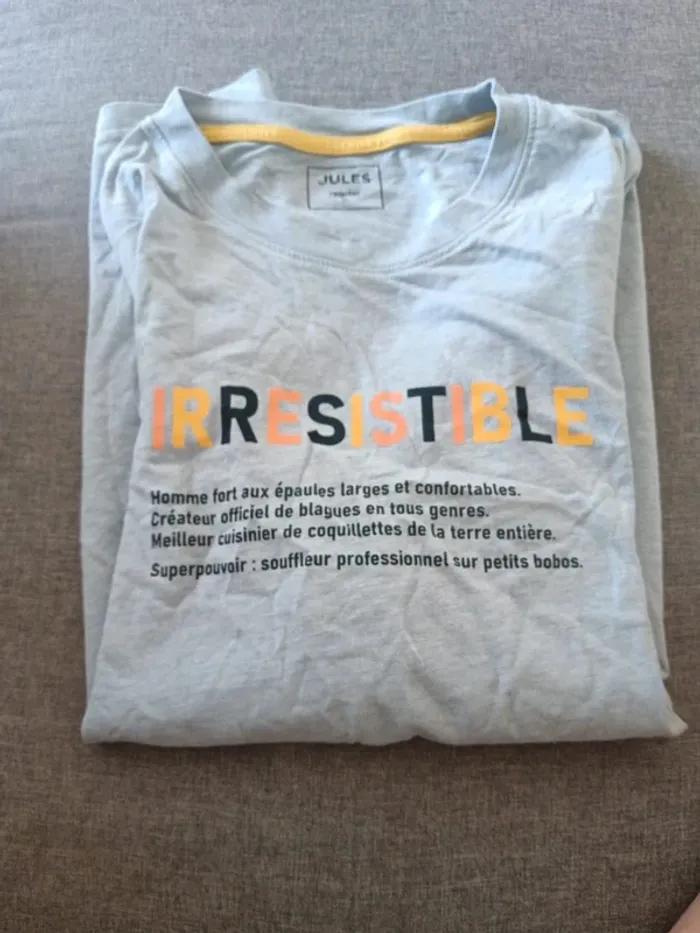 JULES
regular
IRRESISTIBLE
Homme fort aux épaules larges et confortables.
Créateur officiel de blagues en tous genres.
Meilleur cuisinier de coquillettes de la terre entière.
Superpouvoir : souffleur professionnel sur petits bobos.